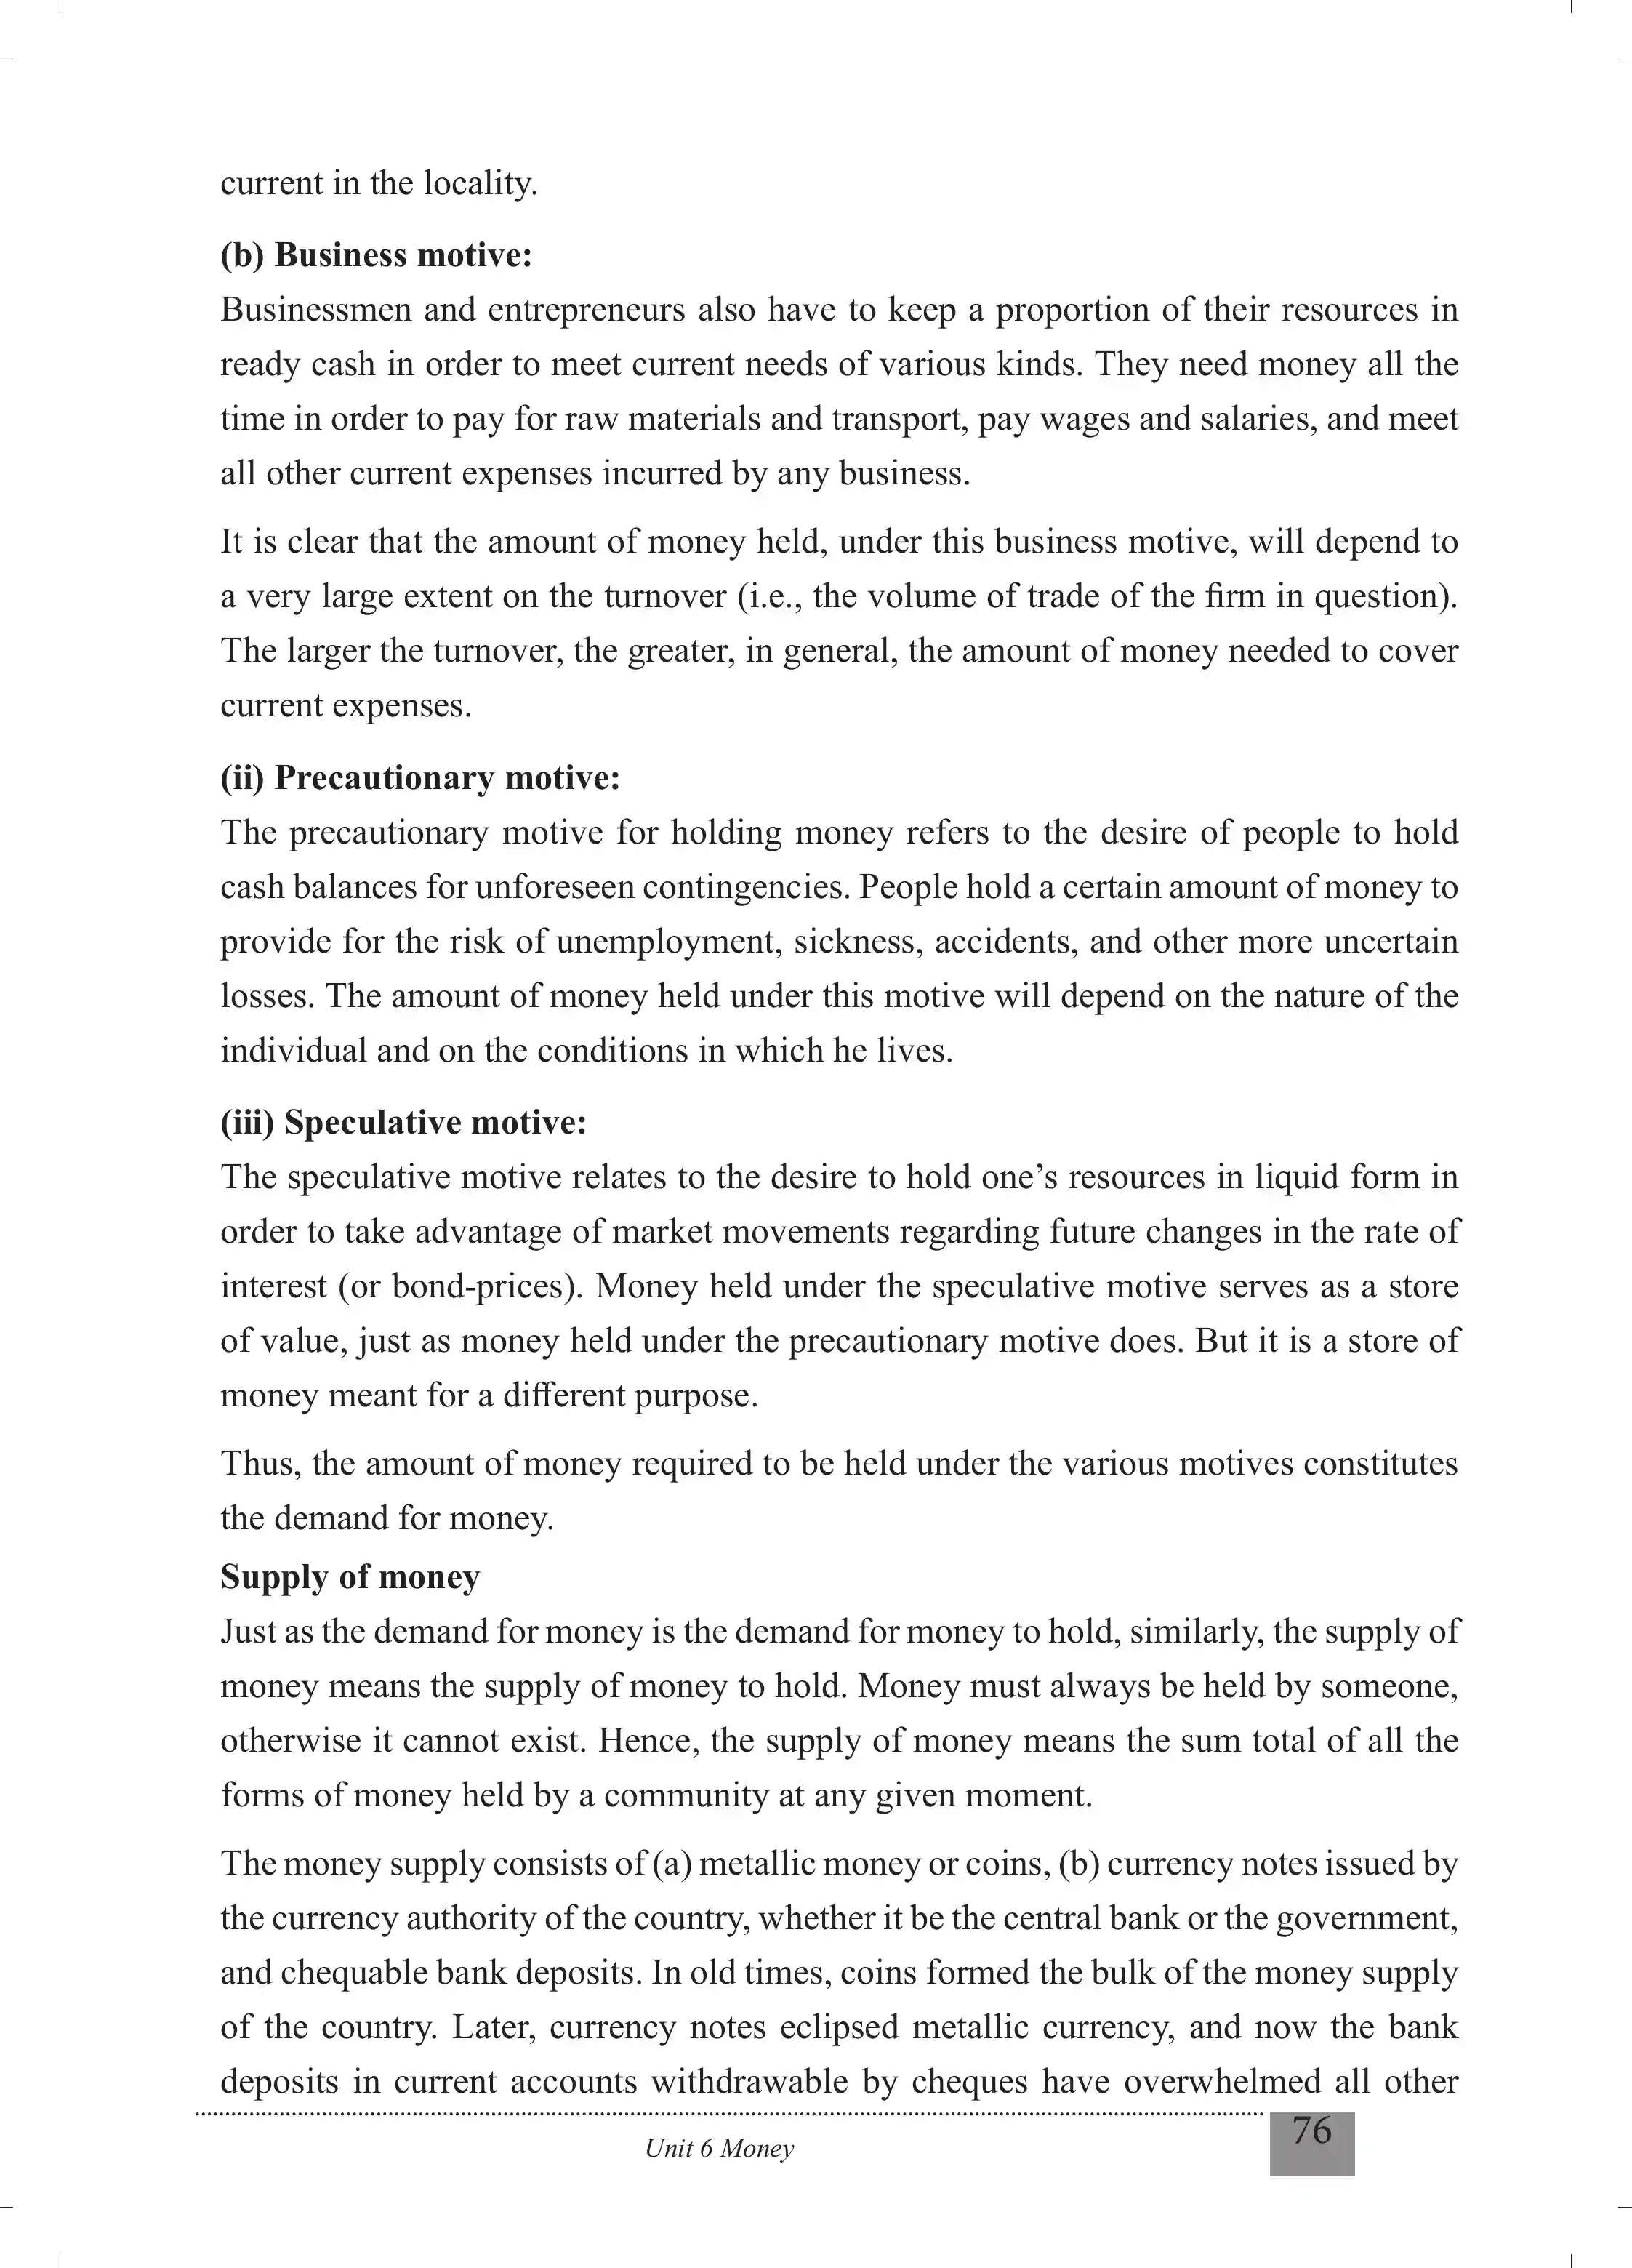 current in the locality.
(b) Business motive:
Businessmen and entrepreneurs also have to keep a proportion of their resources in
ready cash in order to meet current needs of various kinds. They need money all the
time in order to pay for raw materials and transport, pay wages and salaries, and meet
all other current expenses incurred by any business.
It is clear that the amount of money held, under this business motive, will depend to
a very large extent on the turnover (i.e., the volume of trade of the firm in question).
The larger the turnover, the greater, in general, the amount of money needed to cover
current expenses.
(ii) Precautionary motive:
The precautionary motive for holding money refers to the desire of people to hold
cash balances for unforeseen contingencies. People hold a certain amount of money to
provide for the risk of unemployment, sickness, accidents, and other more uncertain
losses. The amount of money held under this motive will depend on the nature of the
individual and on the conditions in which he lives.
(iii) Speculative motive:
The speculative motive relates to the desire to hold one’s resources in liquid form in
order to take advantage of market movements regarding future changes in the rate of
interest (or bond-prices). Money held under the speculative motive serves as a store
of value, just as money held under the precautionary motive does. But it is a store of
money meant for a different purpose.
Thus, the amount of money required to be held under the various motives constitutes
the demand for money.
Supply of money
Just as the demand for money is the demand for money to hold, similarly, the supply of
money means the supply of money to hold. Money must always be held by someone,
otherwise it cannot exist. Hence, the supply of money means the sum total of all the
forms of money held by a community at any given moment.
The money supply consists of (a) metallic money or coins, (b) currency notes issued by
the currency authority of the country, whether it be the central bank or the government,
and chequable bank deposits. In old times, coins formed the bulk of the money supply
of the country. Later, currency notes eclipsed metallic currency, and now the bank
deposits in current accounts withdrawable by cheques have overwhelmed all other
Unit 6 Money
76